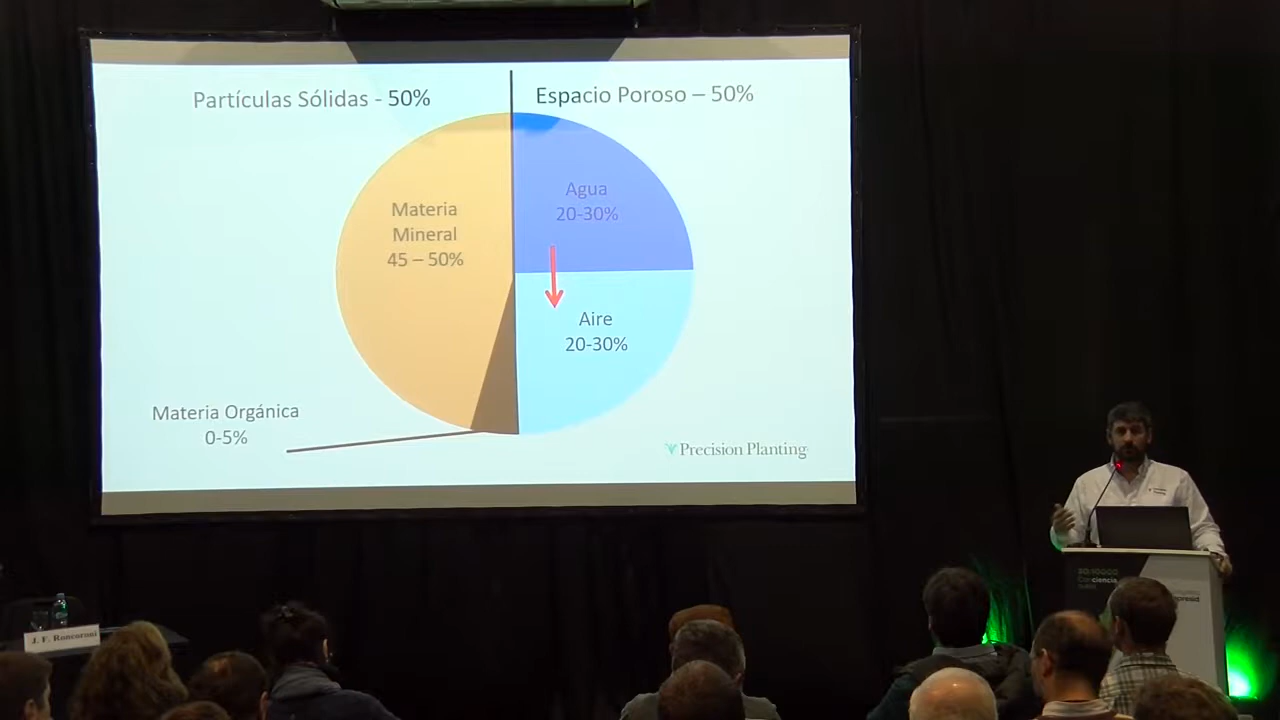 Partículas Sólidas - 50%
Espacio Poroso – 50%
Agua
20-30%
Materia
Mineral
45 – 50%
Aire
20-30%
Materia Orgánica
0-5%
Precision Planting
J. F. Roncoroni